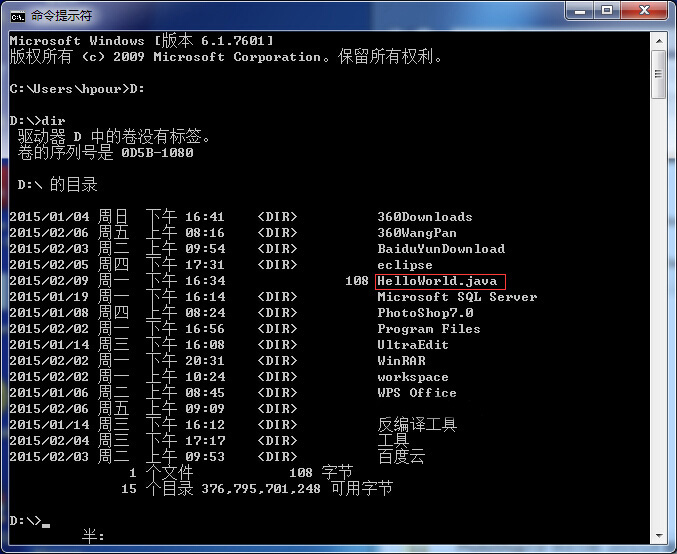 命令提示符
Microsoft Windows [版本 6.1.7601]
版权所有 (c) 2009 Microsoft Corporation。保留所有权利。
C:\Users\hpour>D:
D:\>dir
驱动器 D 中的卷没有标签。
卷的序列号是 0D5B-1080
D:\ 的目录
2015/01/04 周日 下午 16:41 <DIR> 360Downloads
2015/02/06 周五 上午 08:16 <DIR> 360WangPan
2015/02/03 周二 上午 09:54 <DIR> BaiduYunDownload
2015/02/05 周四 下午 17:31 <DIR> eclipse
2015/02/09 周一 下午 16:34 108 HelloWorld.java
2015/01/19 周一 下午 16:14 <DIR> Microsoft SQL Server
2015/01/08 周四 上午 08:24 <DIR> PhotoShop7.0
2015/02/02 周一 下午 16:56 <DIR> Program Files
2015/01/14 周三 下午 16:08 <DIR> UltraEdit
2015/02/02 周一 下午 20:31 <DIR> WinRAR
2015/02/02 周一 上午 10:24 <DIR> workspace
2015/01/06 周二 上午 08:45 <DIR> WPS Office
2015/02/06 周五 上午 09:09 <DIR>
2015/01/14 周三 下午 16:12 <DIR> 反编译工具
2015/02/04 周三 下午 17:17 <DIR> 工具
2015/02/03 周二 上午 09:53 <DIR> 百度云
1 个文件 108 字节
15 个目录 376,795,701,248 可用字节
D:\>
半: